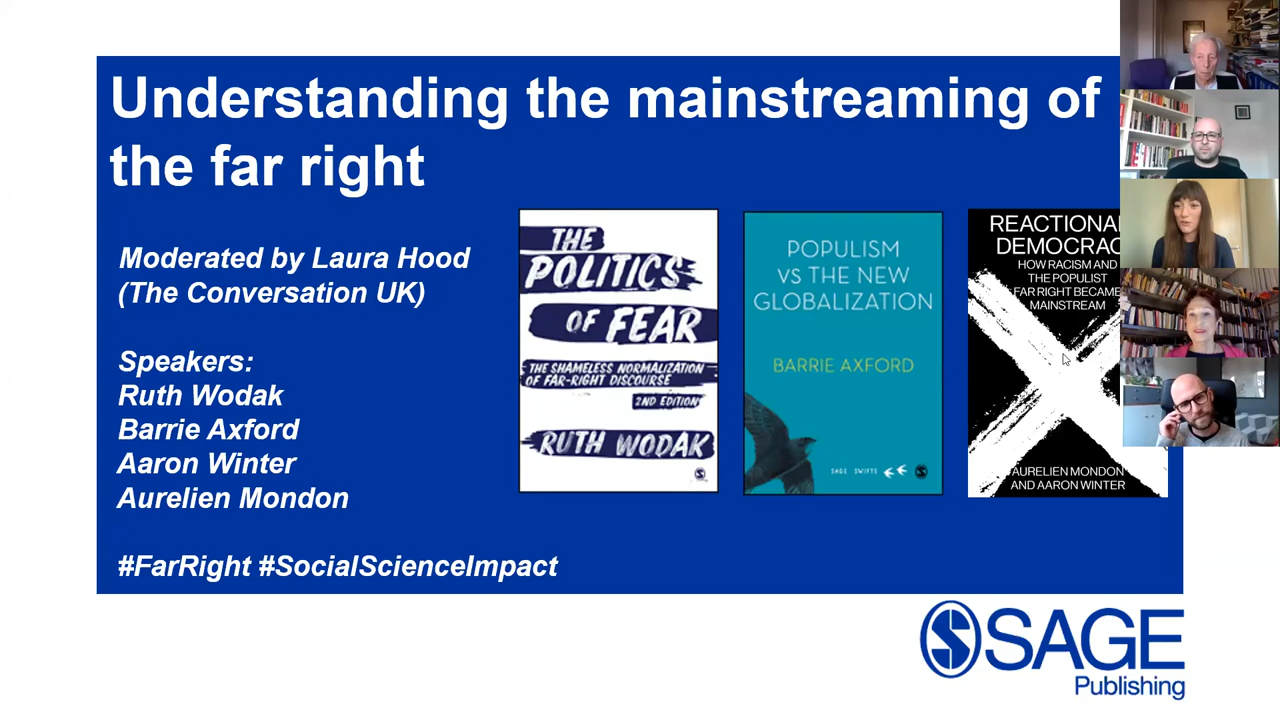 Understanding the mainstreaming of
the far right
Moderated by Laura Hood
(The Conversation UK)
Speakers:
Ruth Wodak
Barrie Axford
Aaron Winter
Aurelien Mondon
#FarRight #SocialScienceImpact
THE
POLITICS
OF FEAR
THE SHAMELESS NORMALIZATION
OF FAR-RIGHT DISCOURSE
2ND EDITION
RUTH WODAK
POPULISM
VS THE NEW
GLOBALIZATION
BARRIE AXFORD
SAGE SWIFTS
REACTIONA
DEMOCRAC
HOW RACISM AND
THE POPULIST
FAR RIGHT BECAME
MAINSTREAM
AURELIEN MONDON
AND AARON WINTER
SAGE
Publishing